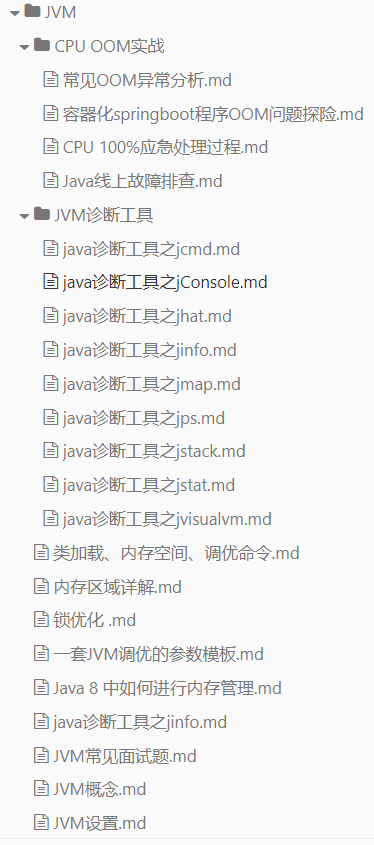 JVM
CPU OOM实战
常见OOM异常分析.md
容器化springboot程序OOM问题探险.md
CPU 100%应急处理过程.md
Java线上故障排查.md
JVM诊断工具
java诊断工具之jcmd.md
java诊断工具之jConsole.md
java诊断工具之jhat.md
java诊断工具之jinfo.md
java诊断工具之jmap.md
java诊断工具之jps.md
java诊断工具之jstack.md
java诊断工具之jstat.md
java诊断工具之jvisualvm.md
类加载、内存空间、调优命令.md
内存区域详解.md
锁优化 .md
一套JVM调优的参数模板.md
Java 8 中如何进行内存管理.md
java诊断工具之jinfo.md
JVM常见面试题.md
JVM概念.md
JVM设置.md